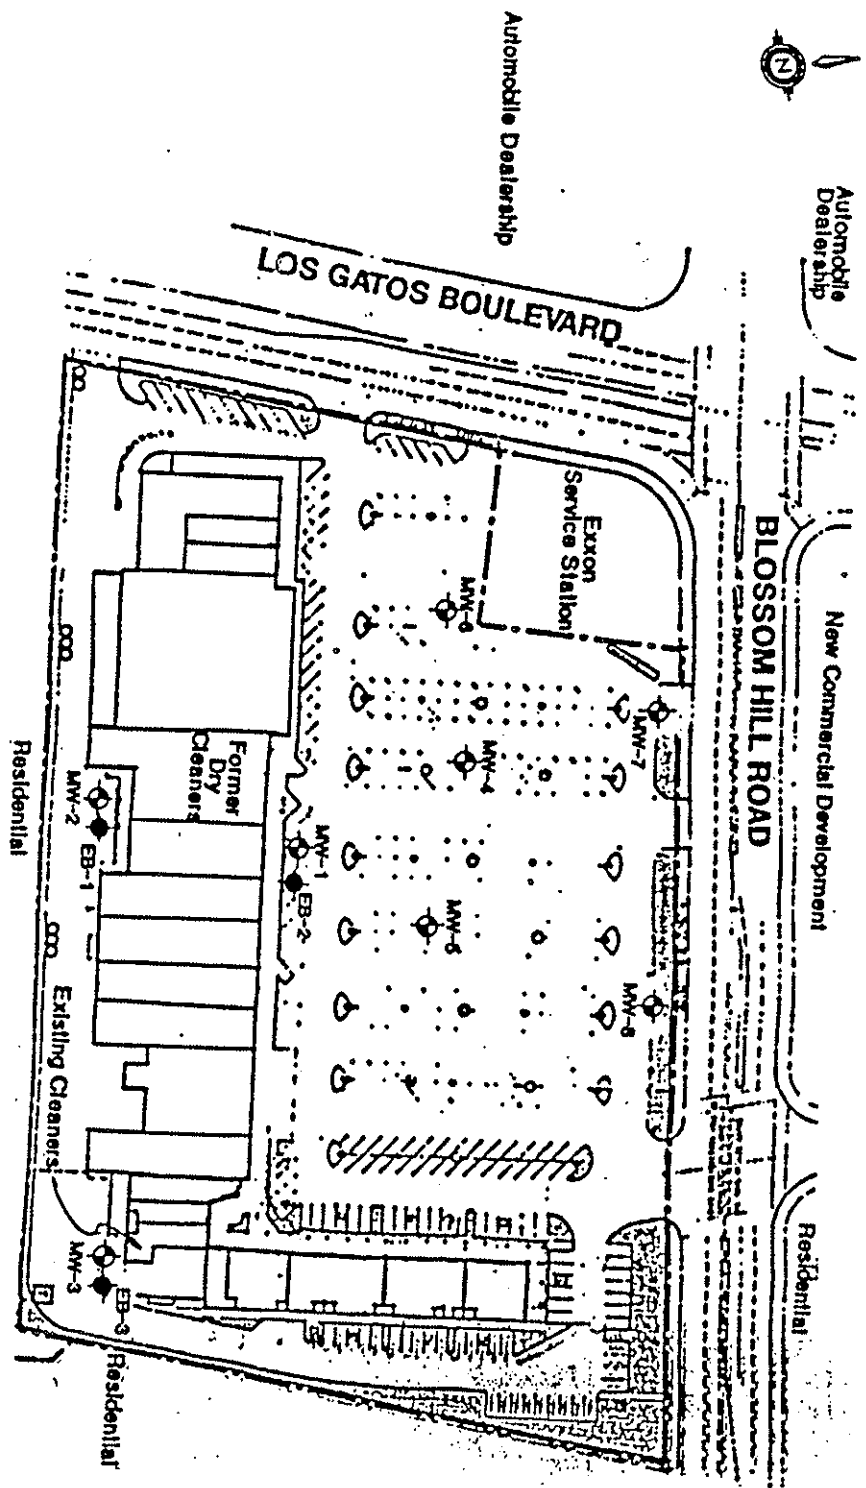 N
Automobile
Dealership
New Commercial Development
Residential
BLOSSOM HILL ROAD
Automobile Dealership
LOS GATOS BOULEVARD
Exxon
Service Station
MW-7
MW-8
MW-6
MW-4
MW-5
MW-1
EB-2
Former
Dry
Cleaners
MW-2
EB-1
Existing Cleaners
MW-3
EB-3
Residential
Residential